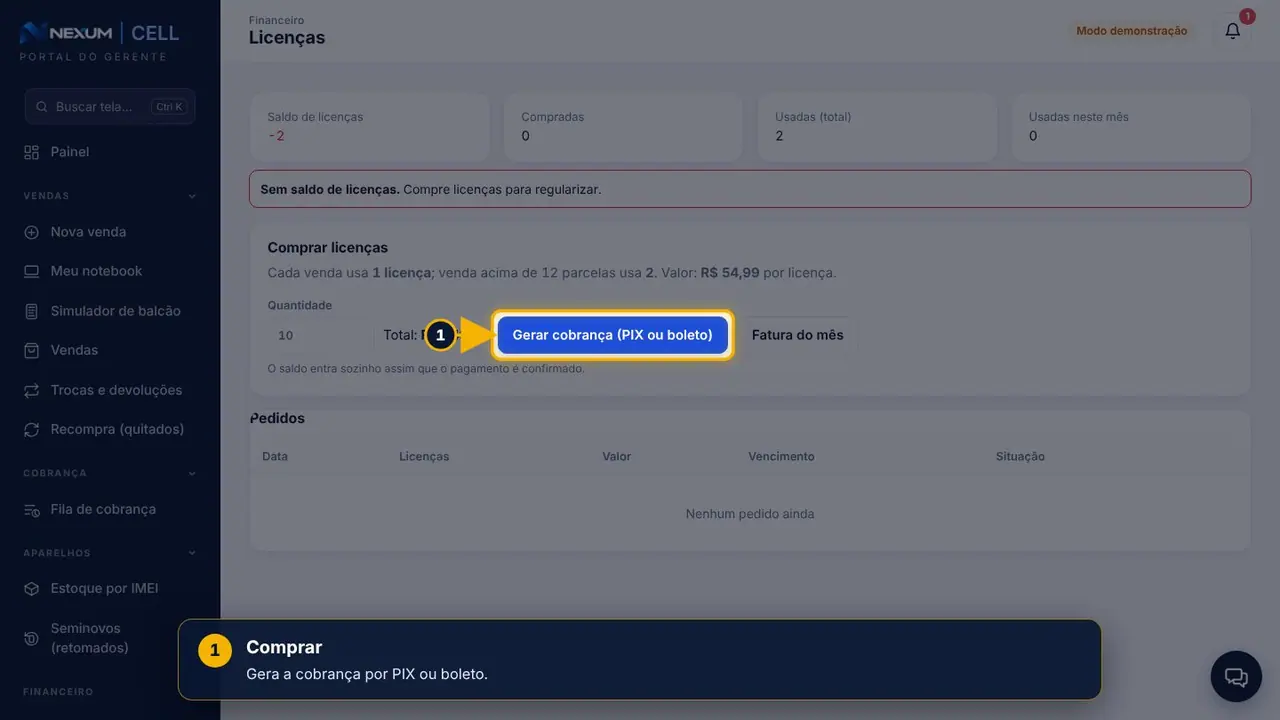 NEXUM | CELL
PORTAL DO GERENTE
Buscar tela... Ctrl K
Painel
VENDAS
Nova venda
Meu notebook
Simulador de balcão
Vendas
Trocas e devoluções
Recompra (quitados)
COBRANÇA
Fila de cobrança
APARELHOS
Estoque por IMEI
Seminovos
(retomados)
FINANCEIRO
Financeiro
Licenças
Modo demonstração
1
Saldo de licenças
-2
Compradas
0
Usadas (total)
2
Usadas neste mês
0
Sem saldo de licenças. Compre licenças para regularizar.
Comprar licenças
Cada venda usa 1 licença; venda acima de 12 parcelas usa 2. Valor: R$ 54,99 por licença.
Quantidade
10
Total:
1
Gerar cobrança (PIX ou boleto)
Fatura do mês
O saldo entra sozinho assim que o pagamento é confirmado.
Pedidos
Data Licenças Valor Vencimento Situação
Nenhum pedido ainda
1
Comprar
Gera a cobrança por PIX ou boleto.